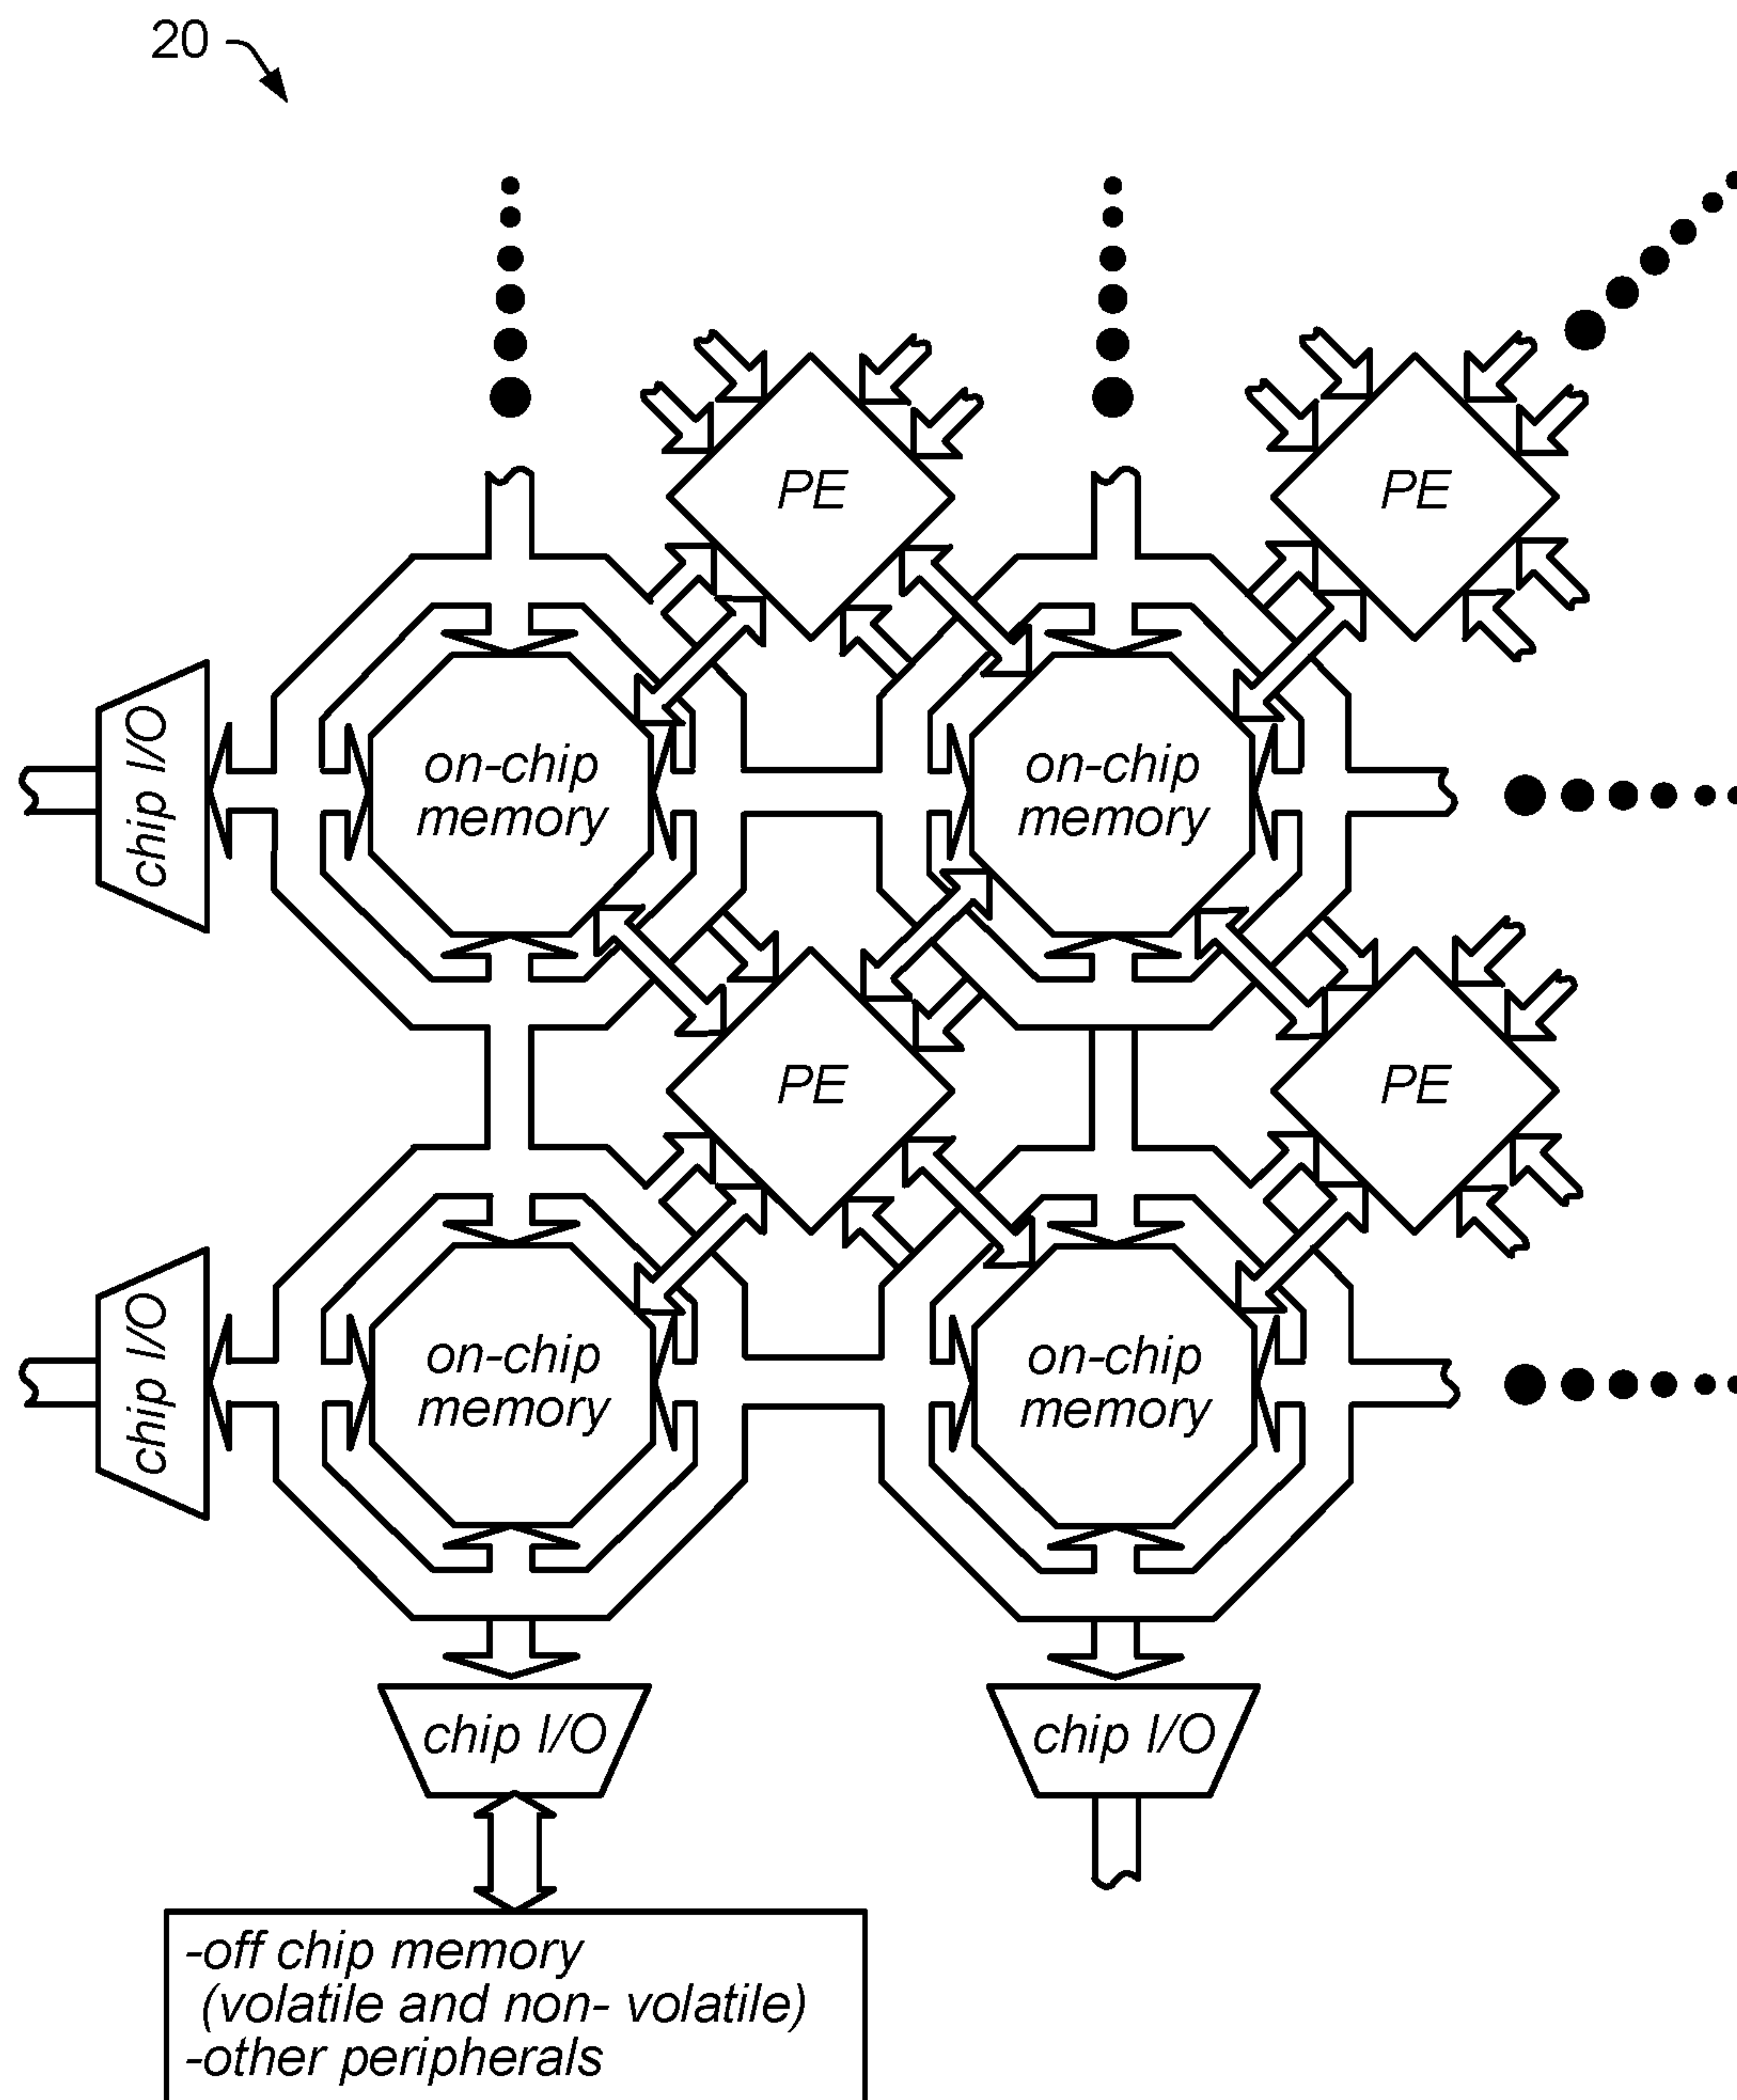 20
PE
PE
chip I/O
on-chip
memory
on-chip
memory
PE
PE
chip I/O
on-chip
memory
on-chip
memory
chip I/O
chip I/O
-off chip memory
(volatile and non- volatile)
-other peripherals